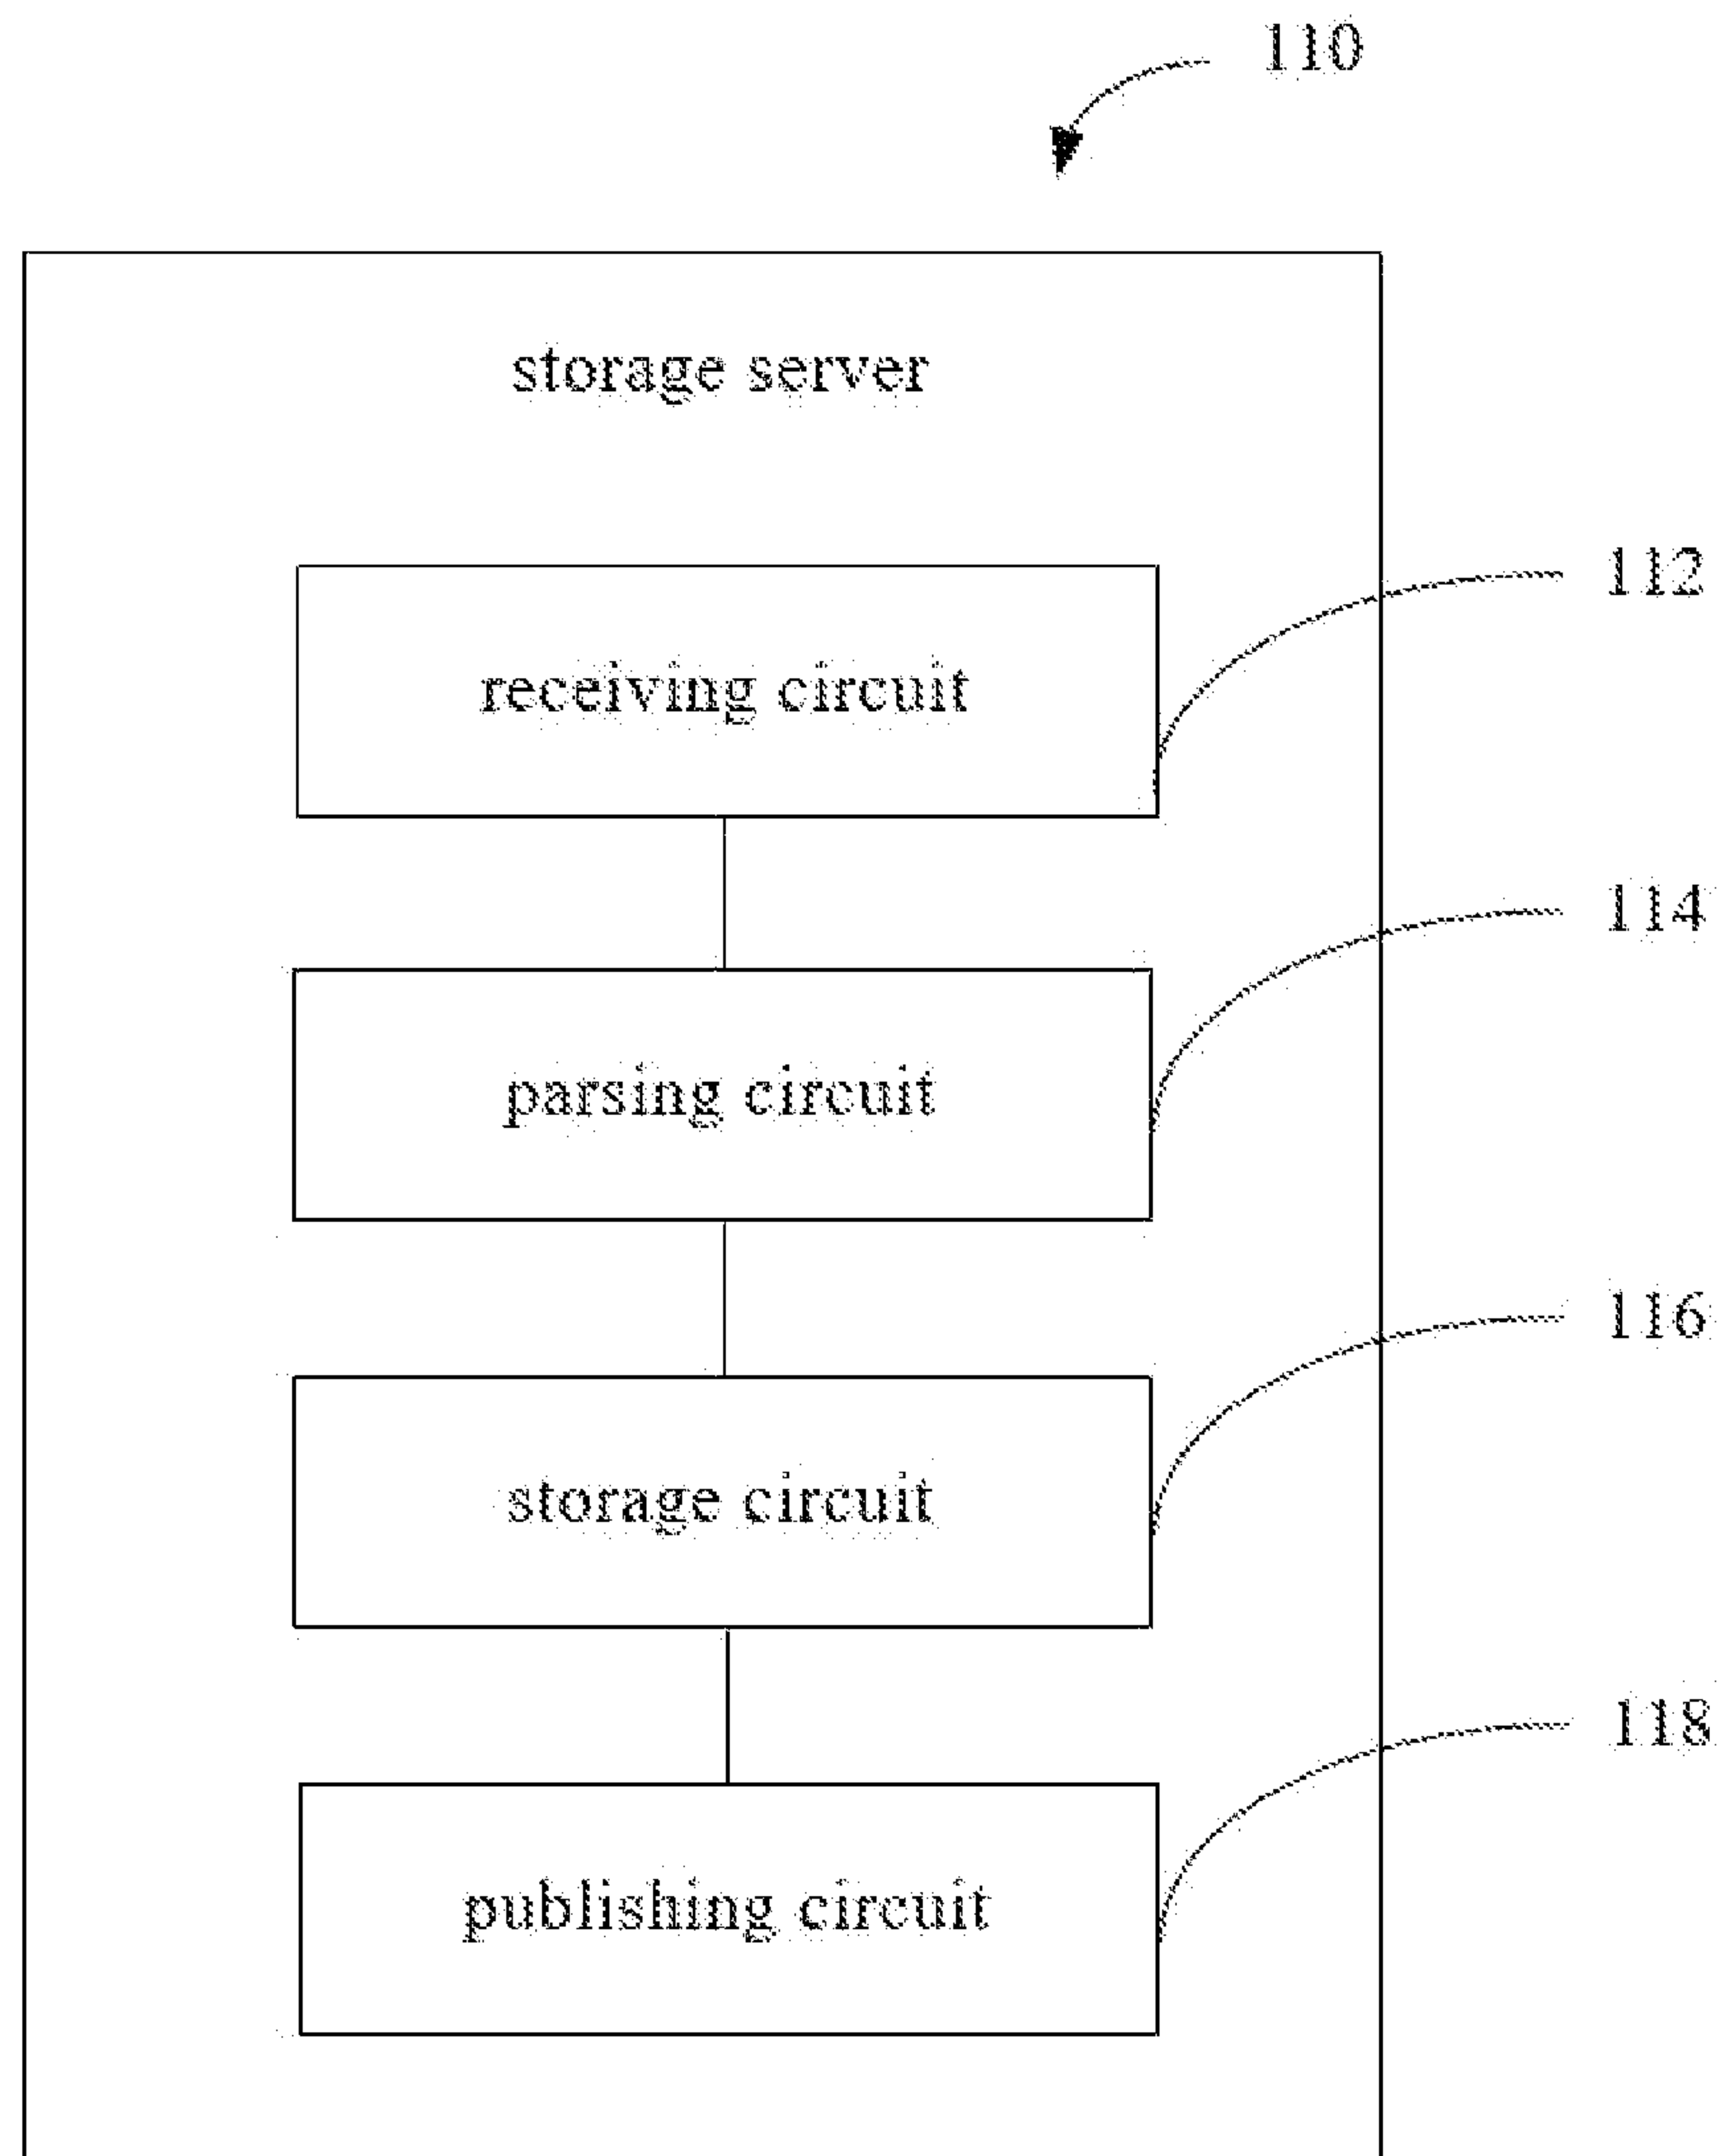 110
storage server
112
receiving circuit
114
parsing circuit
116
storage circuit
118
publishing circuit